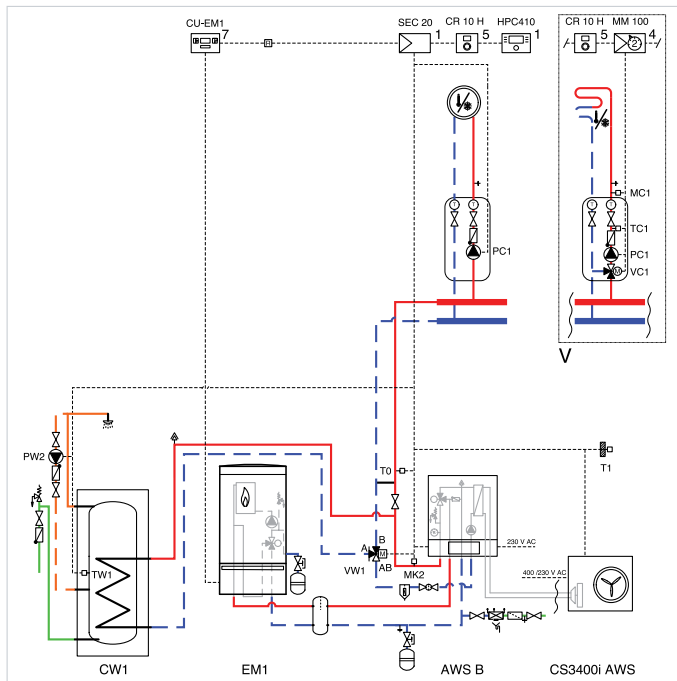 CU-EM1 7
SEC 20 1
CR 10 H 5
HPC410 1
CR 10 H 5
MM 100 2 4
T T
PC1
T T
MC1
TC1
PC1
M VC1
V
PW2
TW1
T0
T1
A B
M
VW1 AB
MK2
230 V AC
400 /230 V AC
CW1
EM1
AWS B
CS3400i AWS